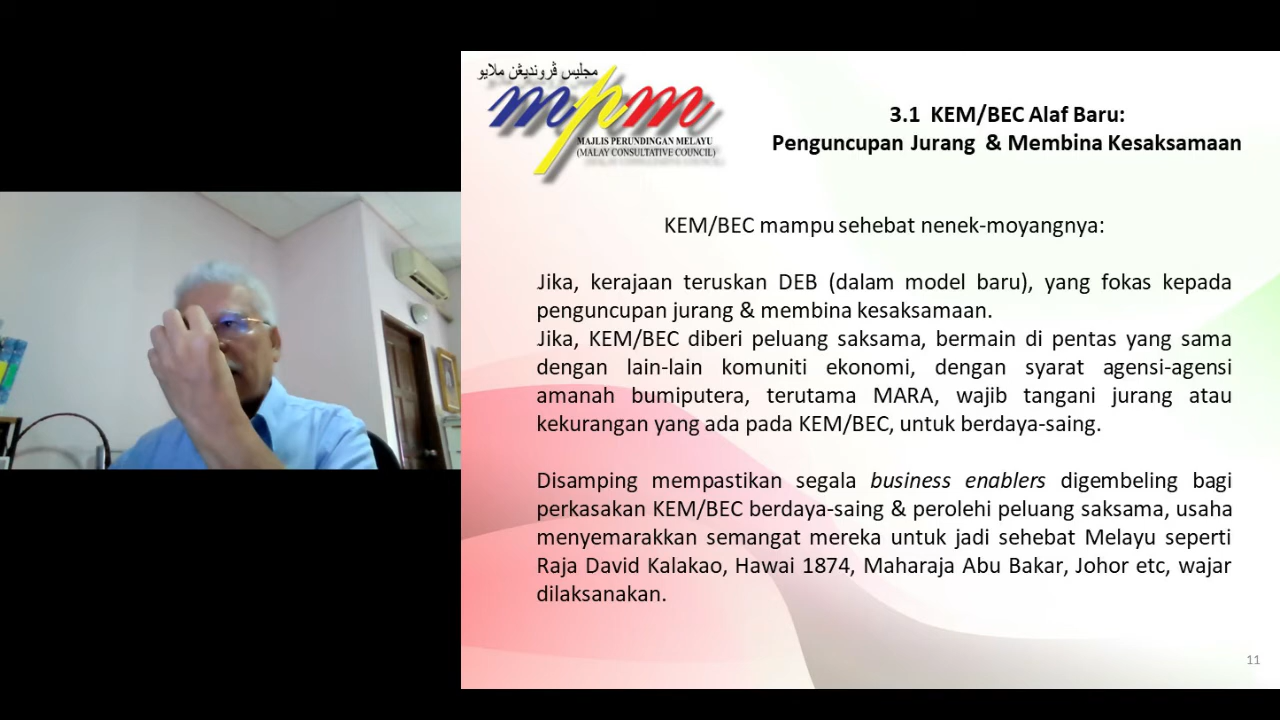 مجليس ڤرونديڠن ملايو
mpm
MAJLIS PERUNDINGAN MELAYU
(MALAY CONSULTATIVE COUNCIL)
3.1 KEM/BEC Alaf Baru:
Penguncupan Jurang & Membina Kesaksamaan
KEM/BEC mampu sehebat nenek-moyangnya:
Jika, kerajaan teruskan DEB (dalam model baru), yang fokas kepada
penguncupan jurang & membina kesaksamaan.
Jika, KEM/BEC diberi peluang saksama, bermain di pentas yang sama
dengan lain-lain komuniti ekonomi, dengan syarat agensi-agensi
amanah bumiputera, terutama MARA, wajib tangani jurang atau
kekurangan yang ada pada KEM/BEC, untuk berdaya-saing.
Disamping mempastikan segala business enablers digembeling bagi
perkasakan KEM/BEC berdaya-saing & perolehi peluang saksama, usaha
menyemarakkan semangat mereka untuk jadi sehebat Melayu seperti
Raja David Kalakao, Hawai 1874, Maharaja Abu Bakar, Johor etc, wajar
dilaksanakan.
11